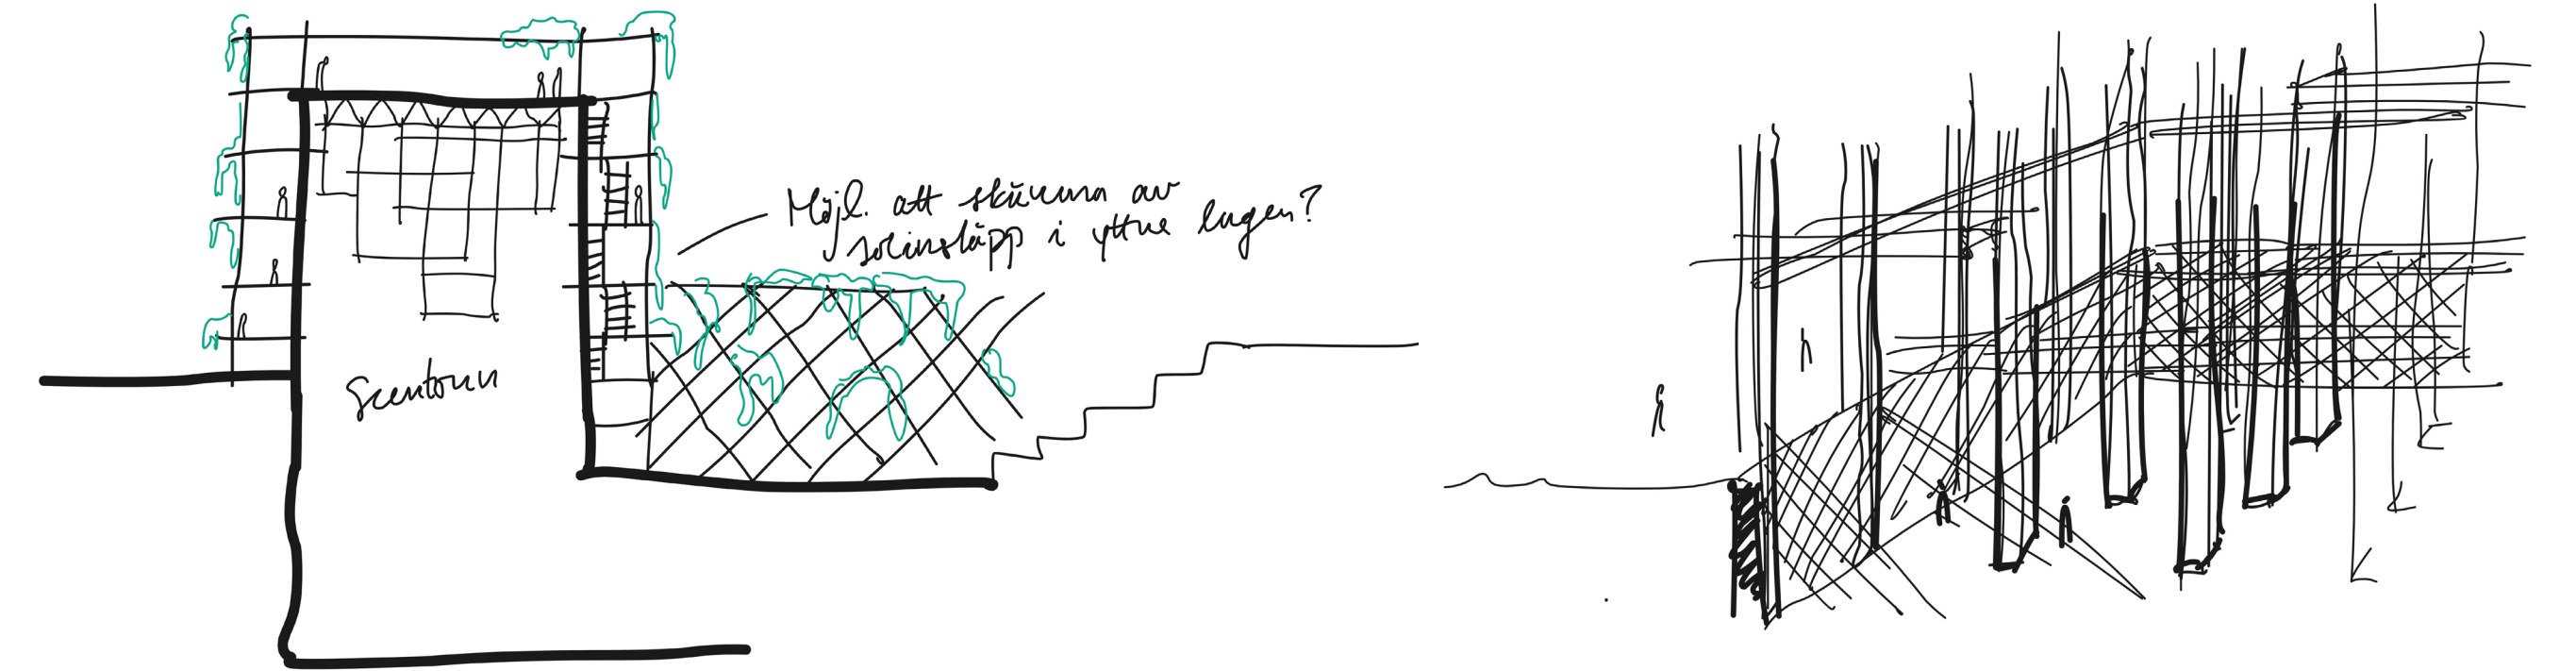 Möjl. att skärma av
solinsläpp i yttre lagen?
Scentorn